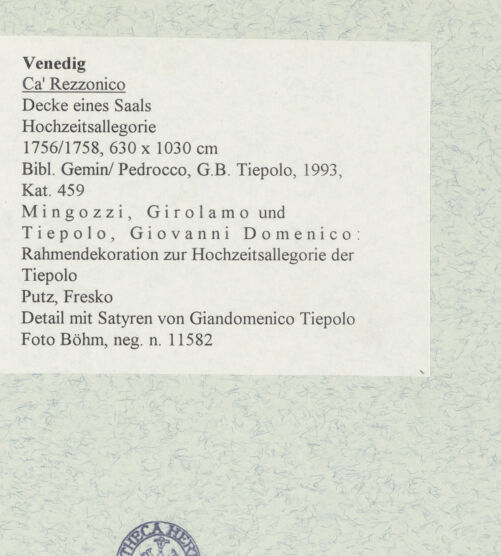 Venedig
Ca' Rezzonico
Decke eines Saals
Hochzeitsallegorie
1756/1758, 630 x 1030 cm
Bibl. Gemin/ Pedrocco, G.B. Tiepolo, 1993,
Kat. 459
Mingozzi, Girolamo und
Tiepolo, Giovanni Domenico:
Rahmendekoration zur Hochzeitsallegorie der
Tiepolo
Putz, Fresko
Detail mit Satyren von Giandomenico Tiepolo
Foto Böhm, neg. n. 11582